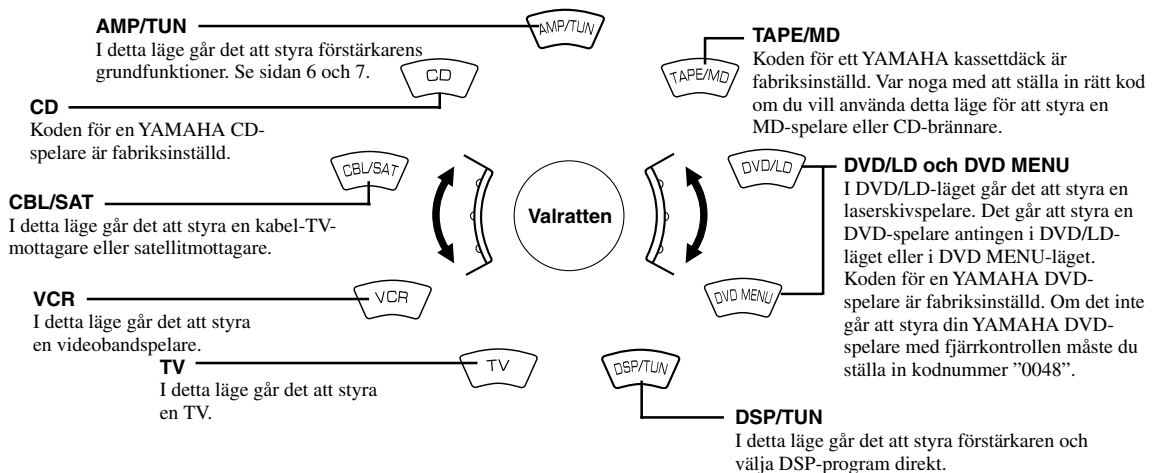 AMP/TUN
I detta läge går det att styra förstärkarens
grundfunktioner. Se sidan 6 och 7.
AMP/TUN
CD
Koden för en YAMAHA CD-
spelare är fabriksinställd.
CD
CBL/SAT
I detta läge går det att styra en kabel-TV-
mottagare eller satellitmottagare.
CBL/SAT
VCR
I detta läge går det att styra
en videobandspelare.
VCR
TV
I detta läge går det att styra
en TV.
TV
Valratten
TAPE/MD
TAPE/MD
Koden för ett YAMAHA kassettdäck är
fabriksinställd. Var noga med att ställa in rätt kod
om du vill använda detta läge för att styra en
MD-spelare eller CD-brännare.
DVD/LD
DVD MENU
DVD/LD och DVD MENU
I DVD/LD-läget går det att styra en
laserskivspelare. Det går att styra en
DVD-spelare antingen i DVD/LD-
läget eller i DVD MENU-läget.
Koden för en YAMAHA DVD-
spelare är fabriksinställd. Om det inte
går att styra din YAMAHA DVD-
spelare med fjärrkontrollen måste du
ställa in kodnummer ”0048”.
DSP/TUN
DSP/TUN
I detta läge går det att styra förstärkaren och
välja DSP-program direkt.